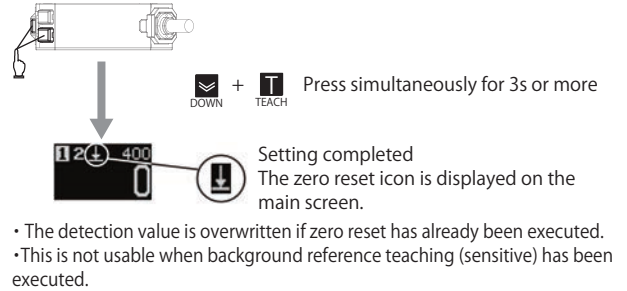 DOWN + T TEACH Press simultaneously for 3s or more
1 2 400
0
Setting completed
The zero reset icon is displayed on the
main screen.
・The detection value is overwritten if zero reset has already been executed.
・This is not usable when background reference teaching (sensitive) has been
executed.